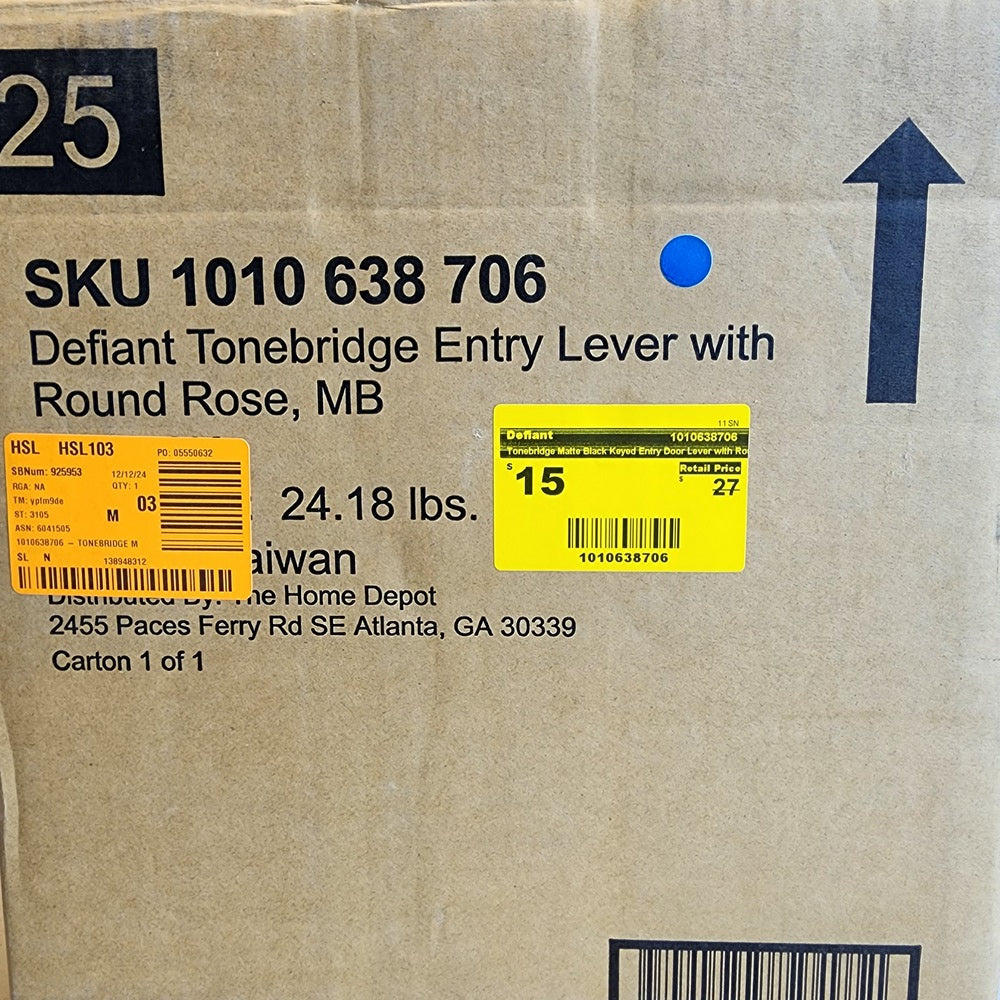 25
SKU 1010 638 706
Defiant Tonebridge Entry Lever with
Round Rose, MB
HSL HSL103
PO: 05550632
SBNum: 925953
12/12/24
RGA: NA
QTY: 1
TM: ypfm9de
03
ST: 3105
M
ASN: 6041505
1010638706 – TONEBRIDGE M
SL N
138948312
24.18 lbs.
aiwan
Distributed By: The Home Depot
2455 Paces Ferry Rd SE Atlanta, GA 30339
Carton 1 of 1
11 SN
Defiant 1010638706
Tonebridge Matte Black Keyed Entry Door Lever with Ro
$15
Retail Price
$27
1010638706